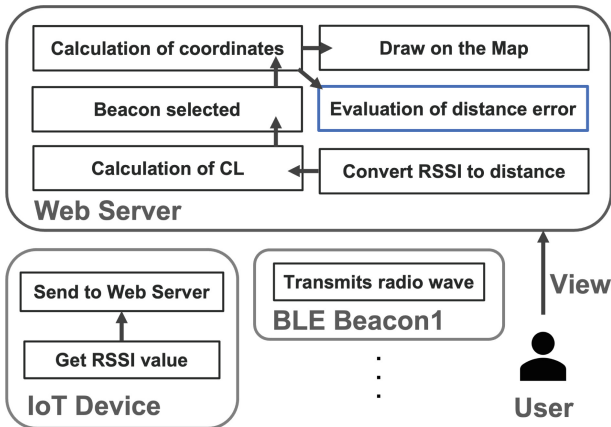 Calculation of coordinates
Draw on the Map
Beacon selected
Evaluation of distance error
Calculation of CL
Convert RSSI to distance
Web Server
Send to Web Server
Get RSSI value
IoT Device
Transmits radio wave
BLE Beacon1
View
User